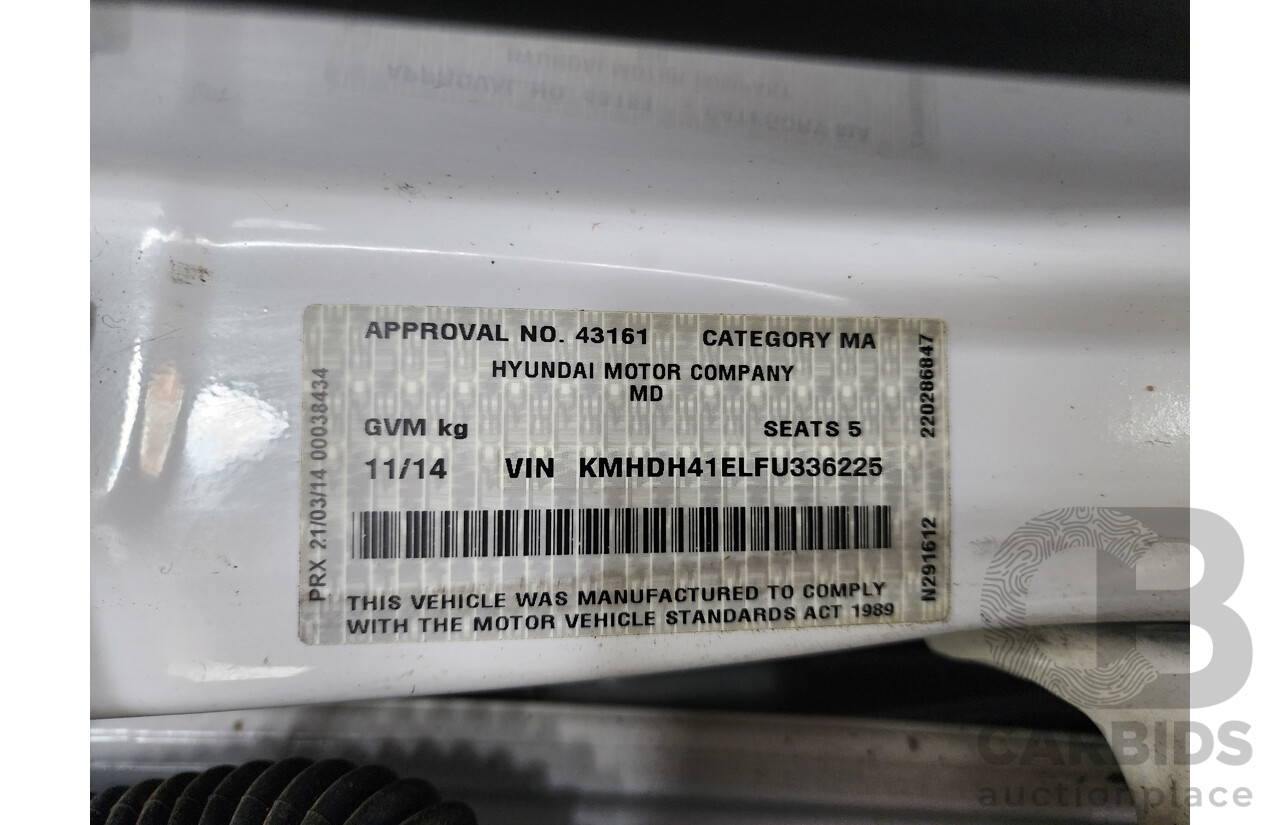 APPROVAL NO. 43161 CATEGORY MA
HYUNDAI MOTOR COMPANY
MD
GVM kg SEATS 5
11/14 VIN KMHDH41ELFU336225
THIS VEHICLE WAS MANUFACTURED TO COMPLY
WITH THE MOTOR VEHICLE STANDARDS ACT 1989
PRX 21/03/14 00038434
N291612 220286847
CB
CARBIDS
auctionplace